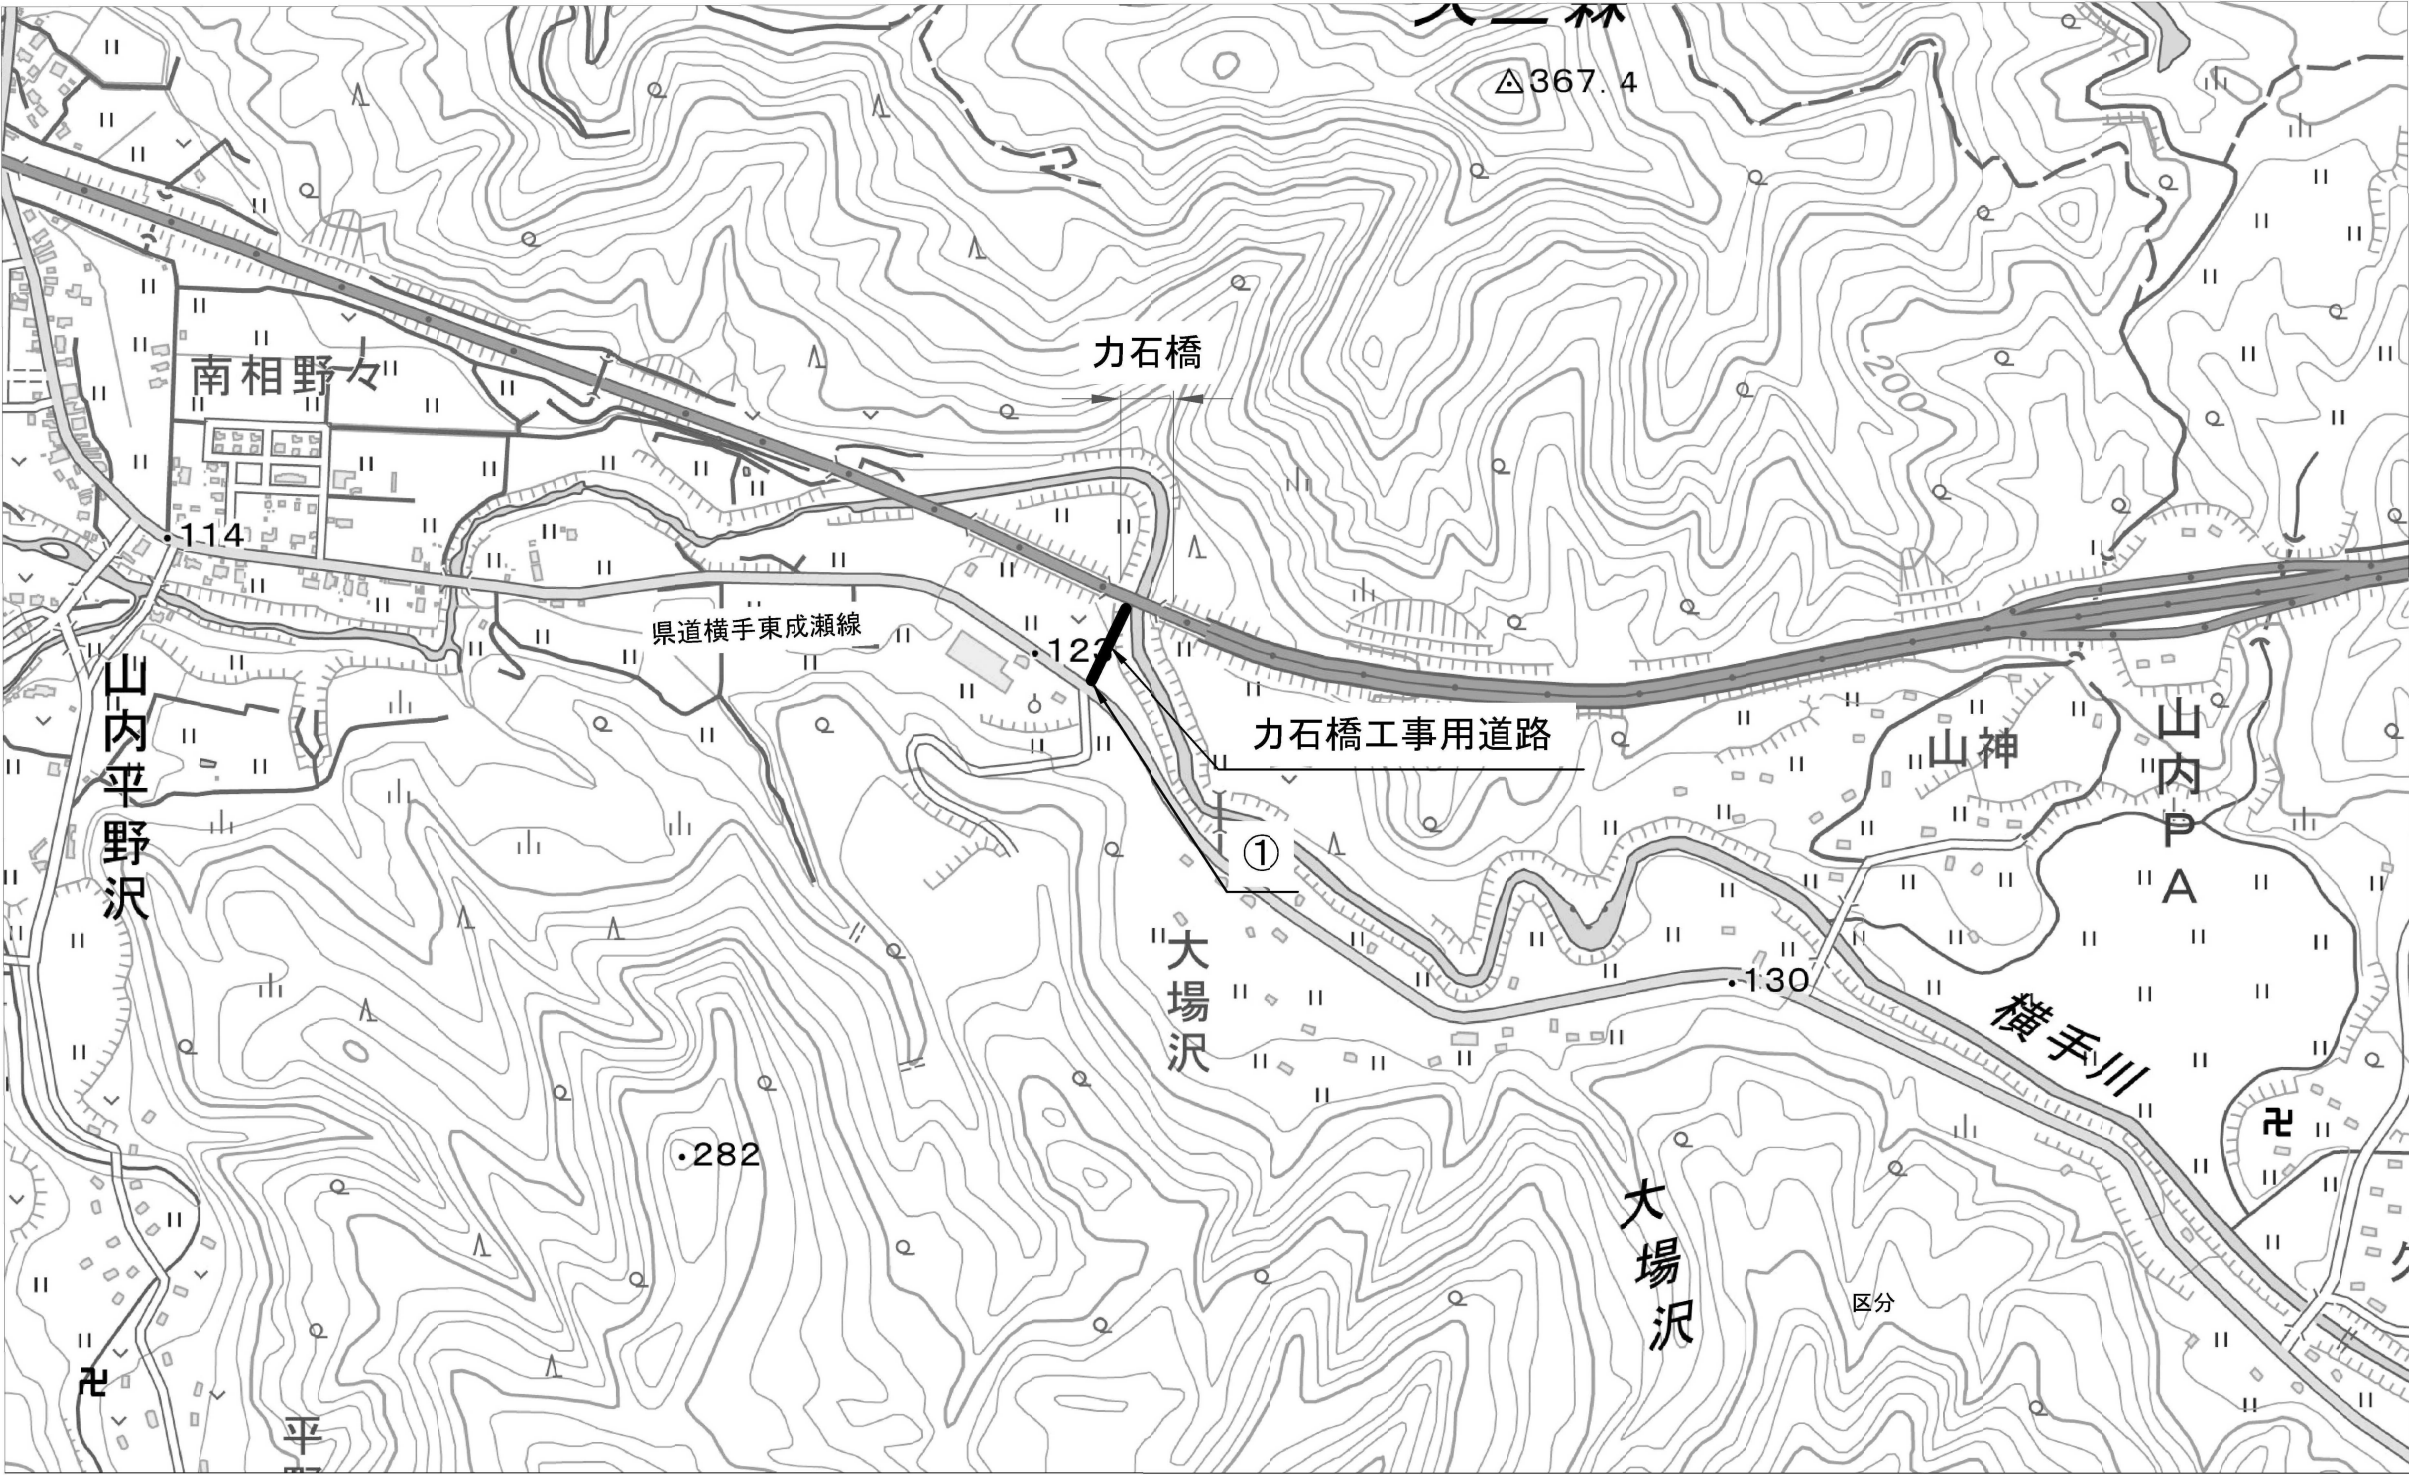 367.4
力石橋
200
南相野々
114
県道横手東成瀬線
力石橋工事用道路
山神
山内PA
山内平野沢
①
大場沢
130
横手川
282
大場沢
区分
平